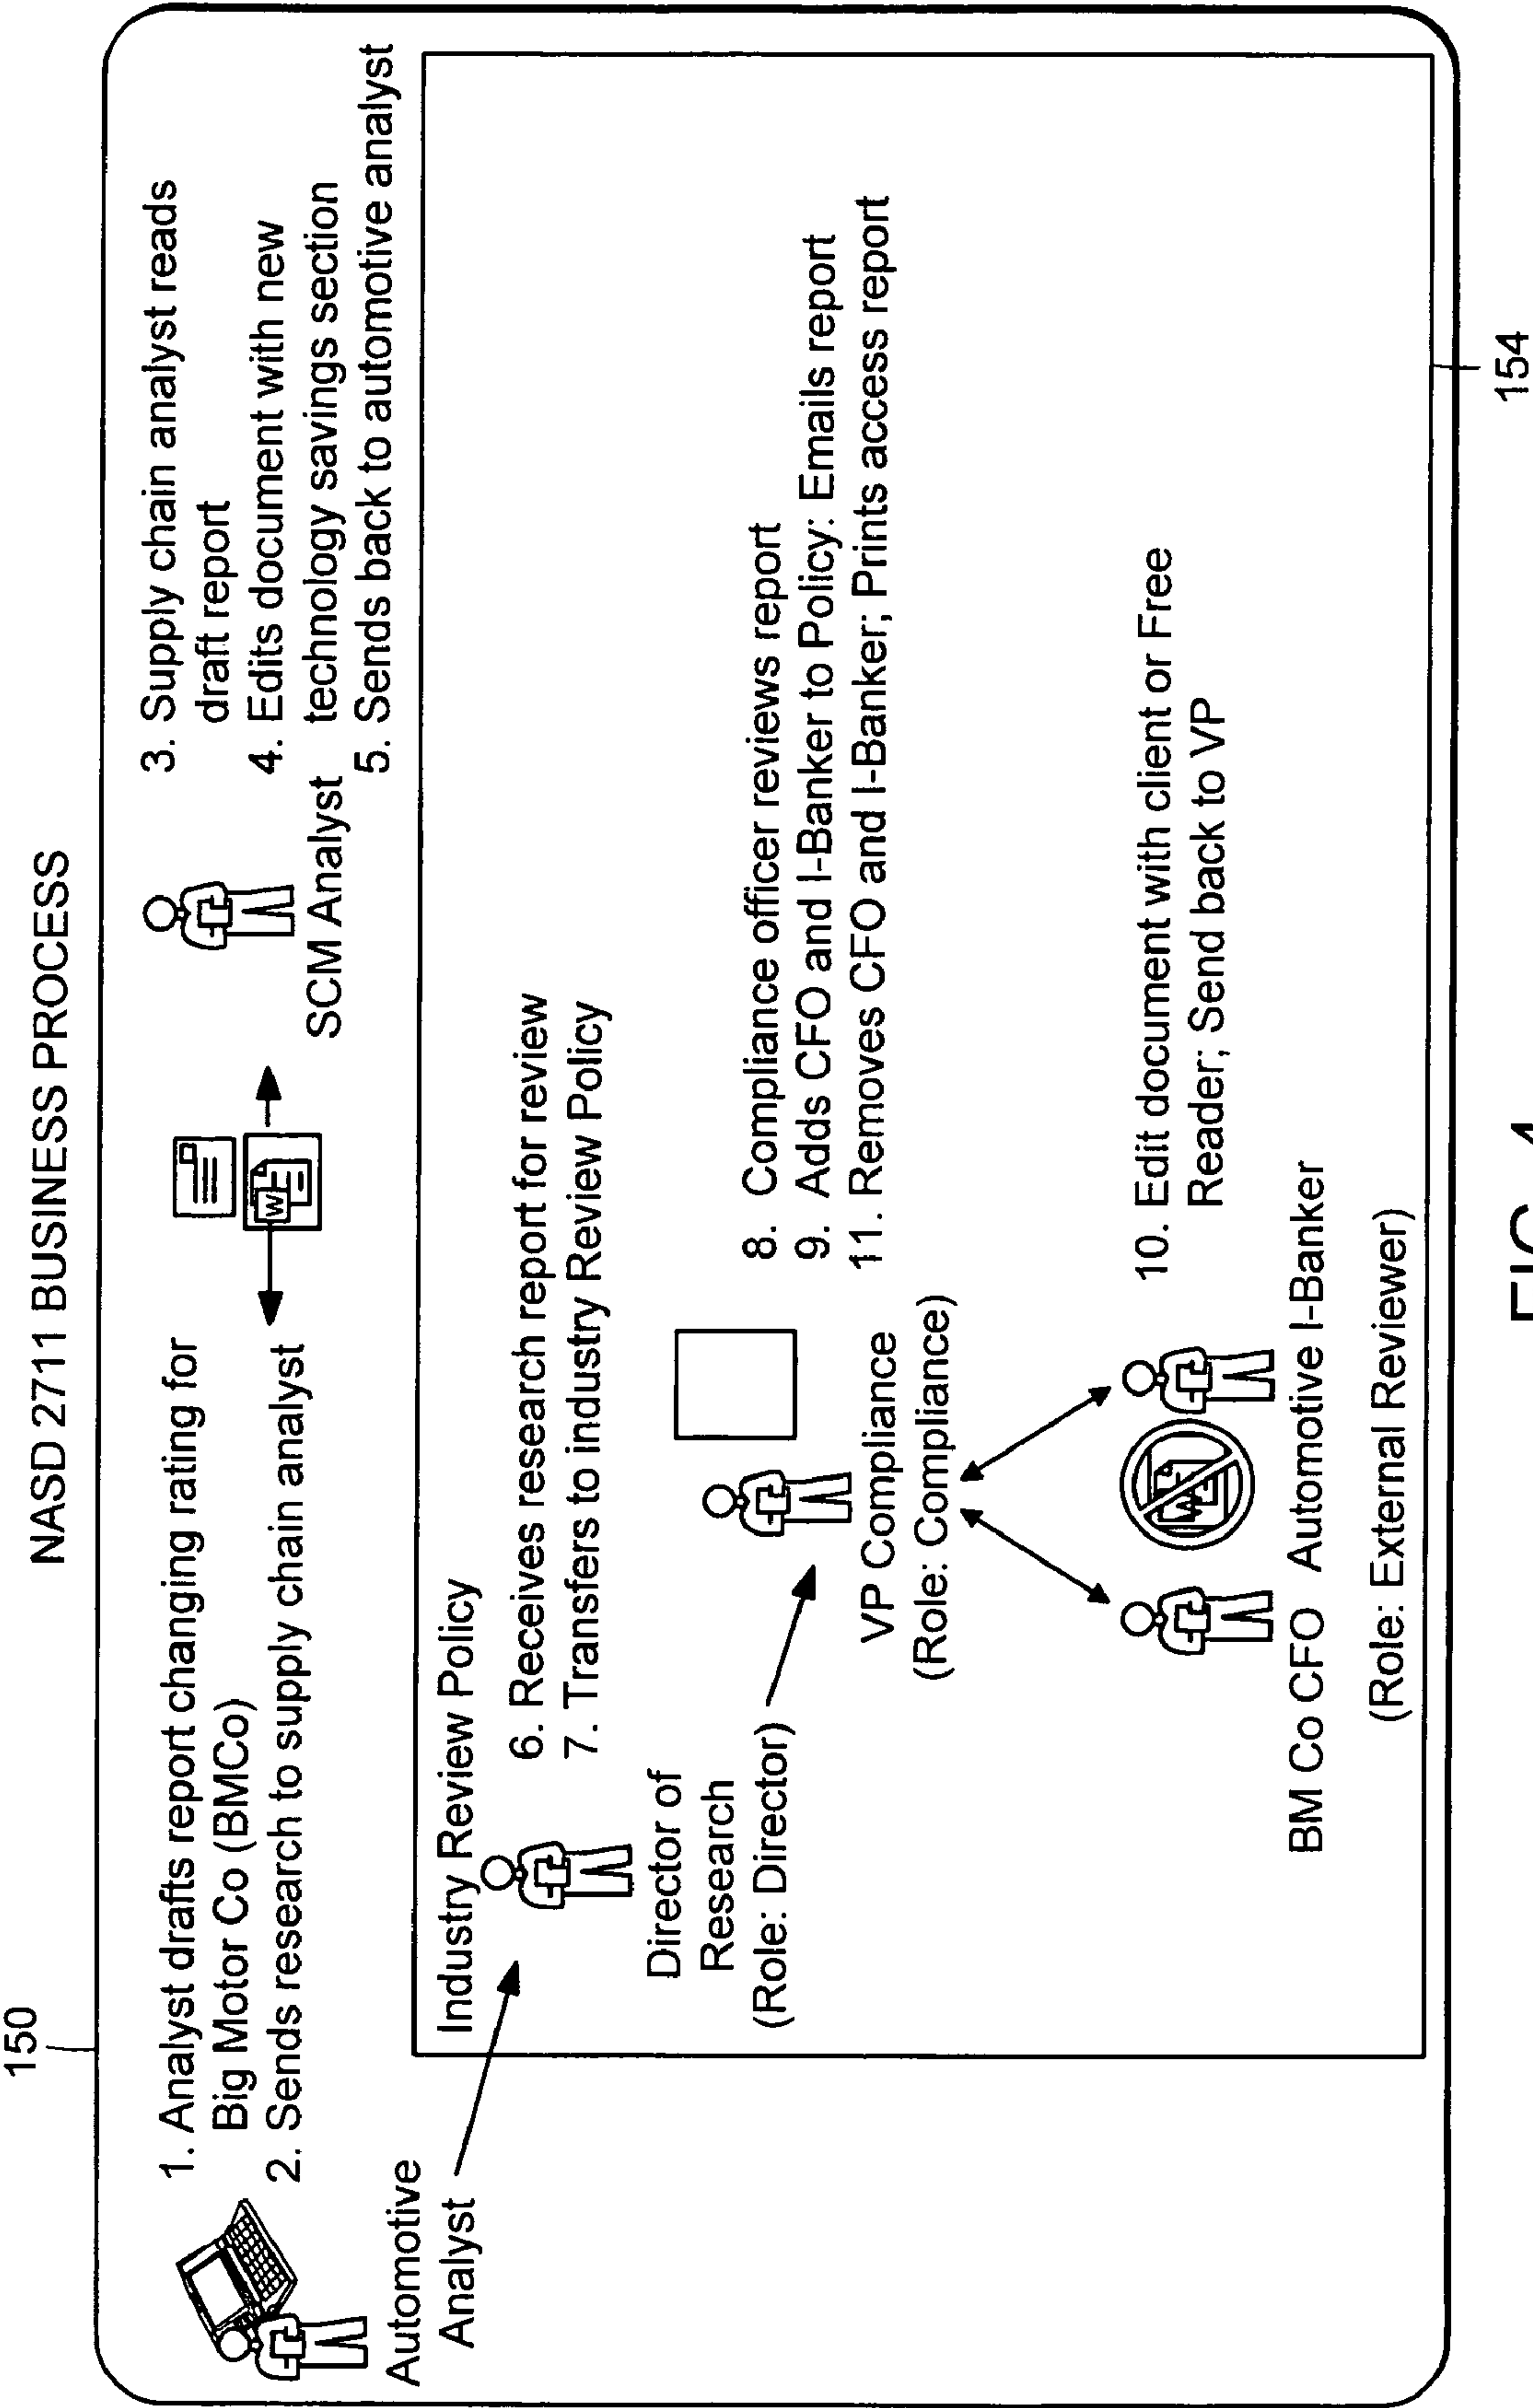 NASD 2711 BUSINESS PROCESS
150
1. Analyst drafts report changing rating for
Big Motor Co (BMCo)
2. Sends research to supply chain analyst
Automotive
Analyst
W
SCM Analyst
3. Supply chain analyst reads
draft report
4. Edits document with new
technology savings section
5. Sends back to automotive analyst
Industry Review Policy
6. Receives research report for review
7. Transfers to industry Review Policy
Director of
Research
(Role: Director)
VP Compliance
(Role: Compliance)
8. Compliance officer reviews report
9. Adds CFO and I-Banker to Policy: Emails report
11. Removes CFO and I-Banker; Prints access report
W
10. Edit document with client or Free
Reader; Send back to VP
BM Co CFO Automotive I-Banker
(Role: External Reviewer)
154